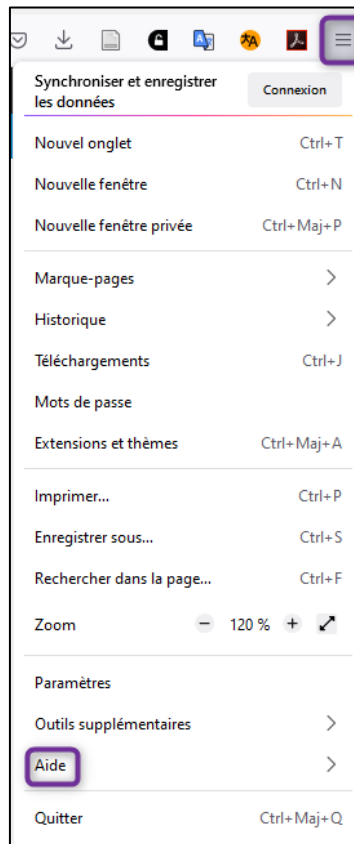 Synchroniser et enregistrer
les données
Connexion
Nouvel onglet Ctrl+T
Nouvelle fenêtre Ctrl+N
Nouvelle fenêtre privée Ctrl+Maj+P
Marque-pages
Historique
Téléchargements Ctrl+J
Mots de passe
Extensions et thèmes Ctrl+Maj+A
Imprimer... Ctrl+P
Enregistrer sous... Ctrl+S
Rechercher dans la page... Ctrl+F
Zoom − 120 % +
Paramètres
Outils supplémentaires
Aide
Quitter Ctrl+Maj+Q